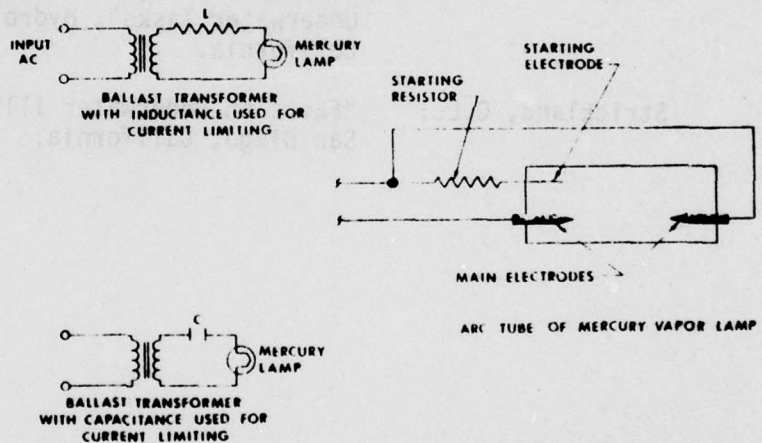 L
INPUT
AC
MERCURY
LAMP
BALLAST TRANSFORMER
WITH INDUCTANCE USED FOR
CURRENT LIMITING
STARTING
ELECTRODE
STARTING
RESISTOR
MAIN ELECTRODES
ARC TUBE OF MERCURY VAPOR LAMP
C
MERCURY
LAMP
BALLAST TRANSFORMER
WITH CAPACITANCE USED FOR
CURRENT LIMITING